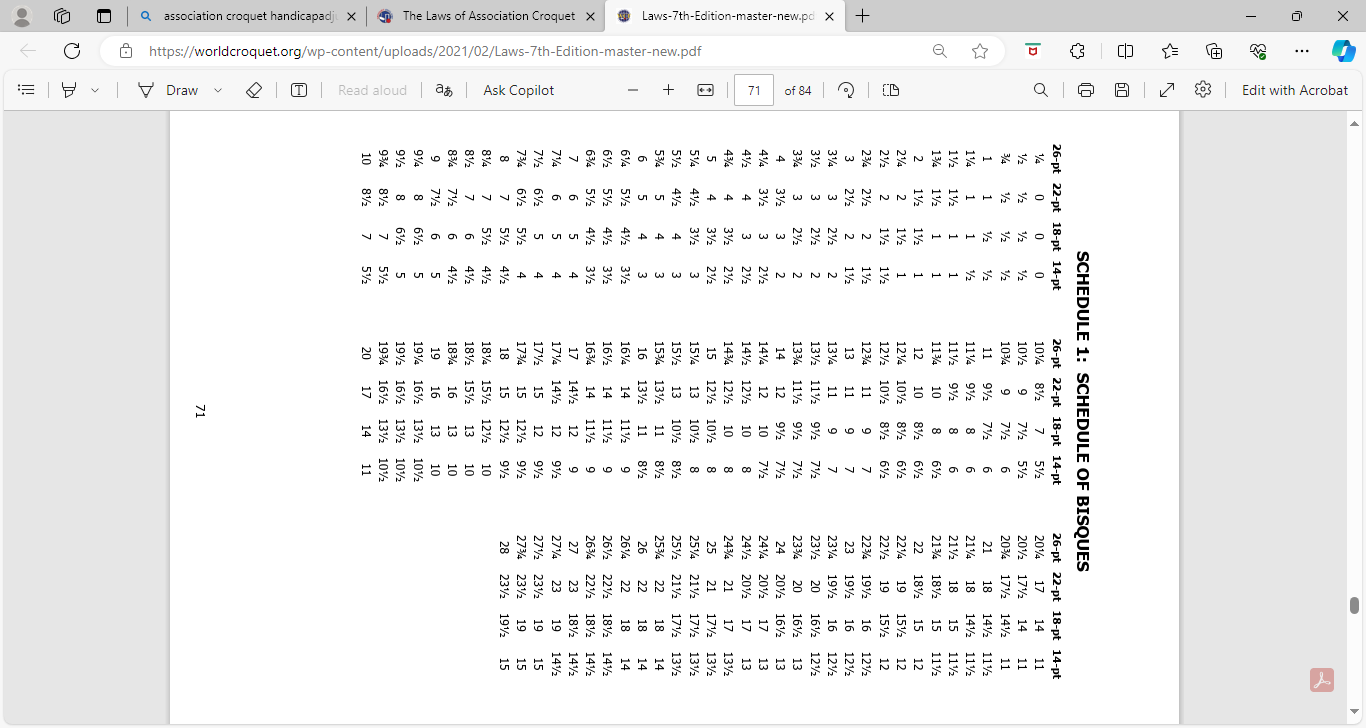 association croquet handicapadj
The Laws of Association Croquet
Laws-7th-Edition-master-new.pd
https://worldcroquet.org/wp-content/uploads/2021/02/Laws-7th-Edition-master-new.pdf
Draw Read aloud aあ Ask Copilot 71 of 84 Edit with Acrobat
SCHEDULE 1: SCHEDULE OF BISQUES
26-pt 22-pt 18-pt 14-pt 26-pt 22-pt 18-pt 14-pt 26-pt 22-pt 18-pt 14-pt
¼ 0 0 0 10¼ 8½ 7 5½ 20¼ 17 14 11
½ ½ ½ ½ 10½ 9 7½ 5½ 20½ 17½ 14 11
¾ ½ ½ ½ 10¾ 9 7½ 6 20¾ 17½ 14½ 11
1 1 ½ ½ 11 9½ 7½ 6 21 18 14½ 11½
1¼ 1 1 ½ 11¼ 9½ 8 6 21¼ 18 14½ 11½
1½ 1½ 1 1 11½ 9½ 8 6 21½ 18 15 11½
1¾ 1½ 1 1 11¾ 10 8 6½ 21¾ 18½ 15 11½
2 1½ 1½ 1 12 10 8½ 6½ 22 18½ 15 12
2¼ 2 1½ 1 12¼ 10½ 8½ 6½ 22¼ 19 15½ 12
2½ 2 1½ 1½ 12½ 10½ 8½ 6½ 22½ 19 15½ 12
2¾ 2½ 2 1½ 12¾ 11 9 7 22¾ 19½ 16 12½
3 2½ 2 1½ 13 11 9 7 23 19½ 16 12½
3¼ 3 2½ 2 13¼ 11 9 7 23¼ 19½ 16 12½
3½ 3 2½ 2 13½ 11½ 9½ 7½ 23½ 20 16½ 12½
3¾ 3 2½ 2 13¾ 11½ 9½ 7½ 23¾ 20 16½ 13
4 3½ 3 2 14 12 9½ 7½ 24 20½ 16½ 13
4¼ 3½ 3 2½ 14¼ 12 10 7½ 24¼ 20½ 17 13
4½ 4 3 2½ 14½ 12½ 10 8 24½ 20½ 17 13
4¾ 4 3½ 2½ 14¾ 12½ 10 8 24¾ 21 17 13½
5 4 3½ 2½ 15 12½ 10½ 8 25 21 17½ 13½
5¼ 4½ 3½ 3 15¼ 13 10½ 8 25¼ 21½ 17½ 13½
5½ 4½ 4 3 15½ 13 10½ 8½ 25½ 21½ 17½ 13½
5¾ 5 4 3 15¾ 13½ 11 8½ 25¾ 22 18 14
6 5 4 3 16 13½ 11 8½ 26 22 18 14
6¼ 5½ 4½ 3½ 16¼ 14 11½ 9 26¼ 22 18 14
6½ 5½ 4½ 3½ 16½ 14 11½ 9 26½ 22½ 18½ 14½
6¾ 5½ 4½ 3½ 16¾ 14 11½ 9 26¾ 22½ 18½ 14½
7 6 5 4 17 14½ 12 9 27 23 18½ 14½
7¼ 6 5 4 17¼ 14½ 12 9½ 27¼ 23 19 14½
7½ 6½ 5 4 17½ 15 12 9½ 27½ 23½ 19 15
7¾ 6½ 5½ 4 17¾ 15 12½ 9½ 27¾ 23½ 19 15
8 7 5½ 4½ 18 15 12½ 9½ 28 23½ 19½ 15
8¼ 7 5½ 4½ 18¼ 15½ 12½ 10
8½ 7 6 4½ 18½ 15½ 13 10
8¾ 7½ 6 4½ 18¾ 16 13 10
9 7½ 6 5 19 16 13 10
9¼ 8 6½ 5 19¼ 16½ 13½ 10½
9½ 8 6½ 5 19½ 16½ 13½ 10½
9¾ 8½ 7 5½ 19¾ 16½ 13½ 10½
10 8½ 7 5½ 20 17 14 11
71